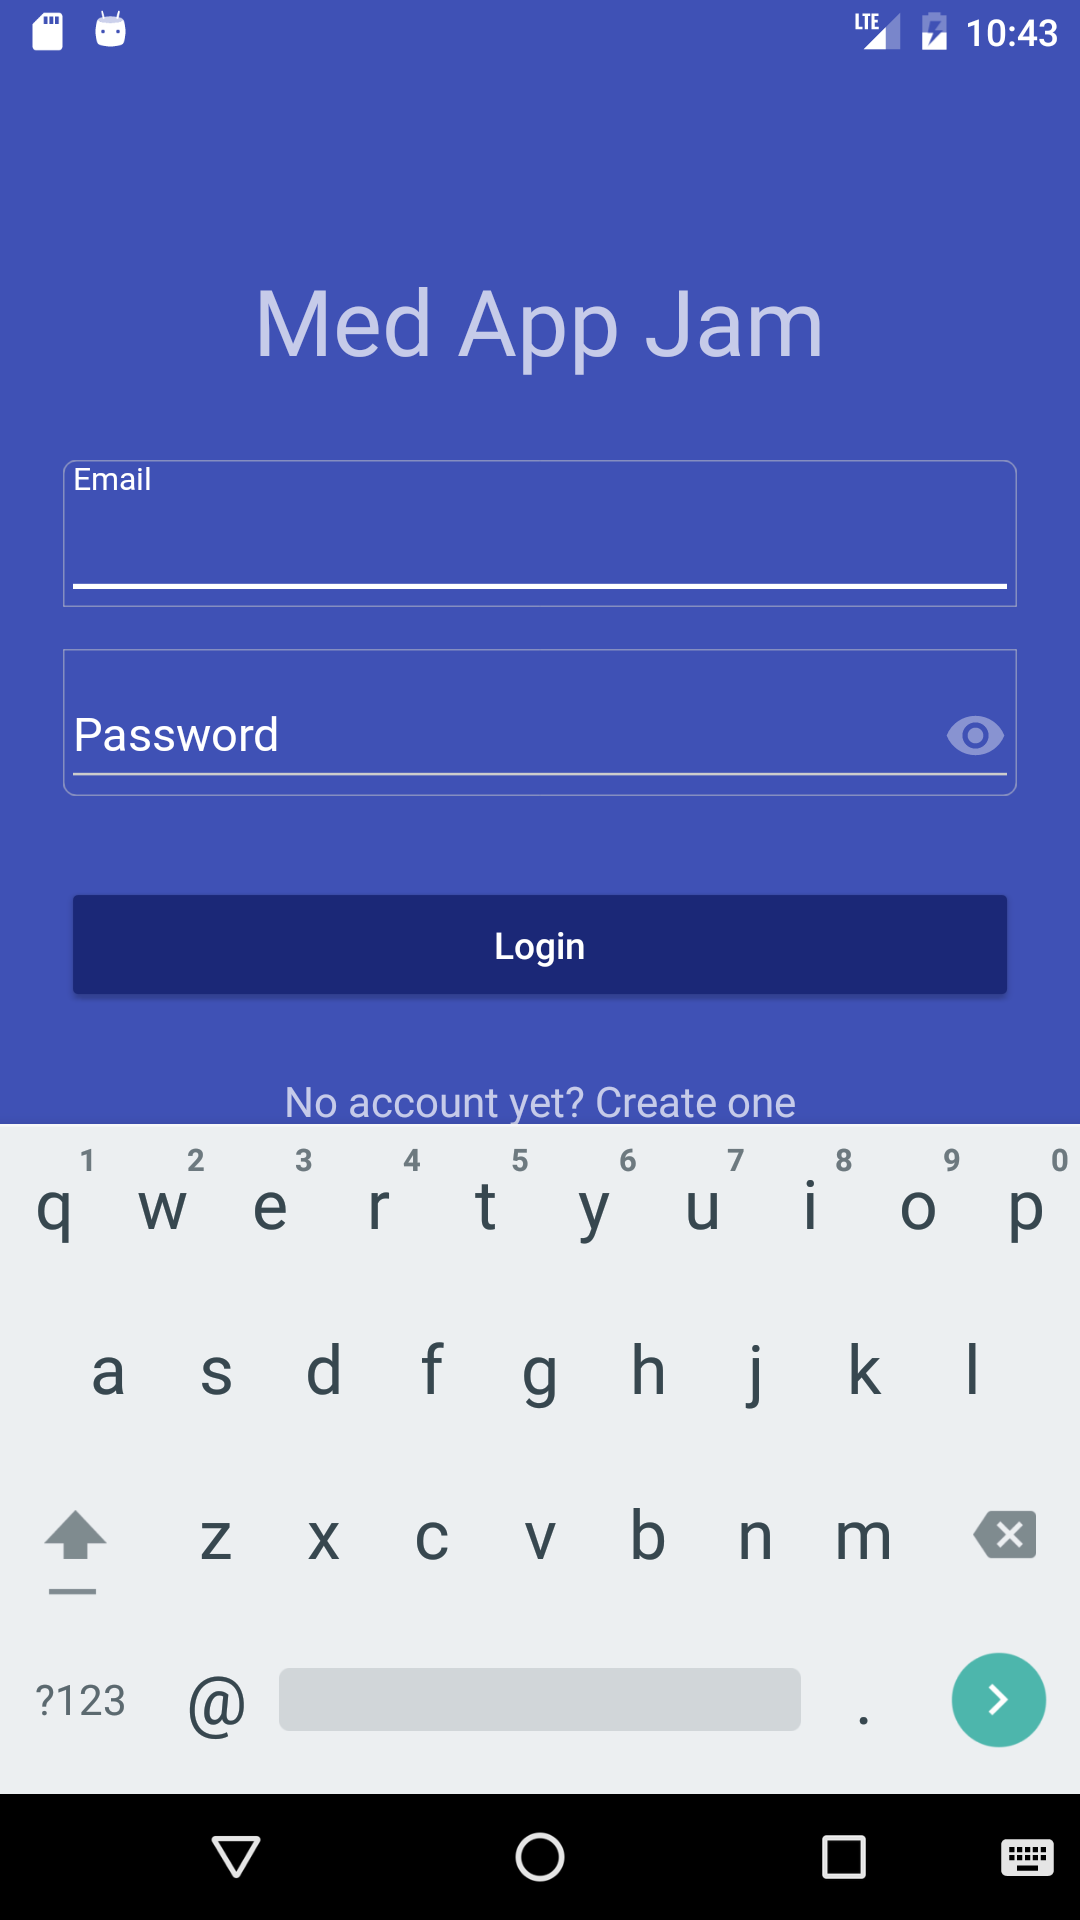 LTE 10:43
Med App Jam
Email
Password
Login
No account yet? Create one
1 2 3 4 5 6 7 8 9 0
q w e r t y u i o p
a s d f g h j k l
z x c v b n m
?123 @ .